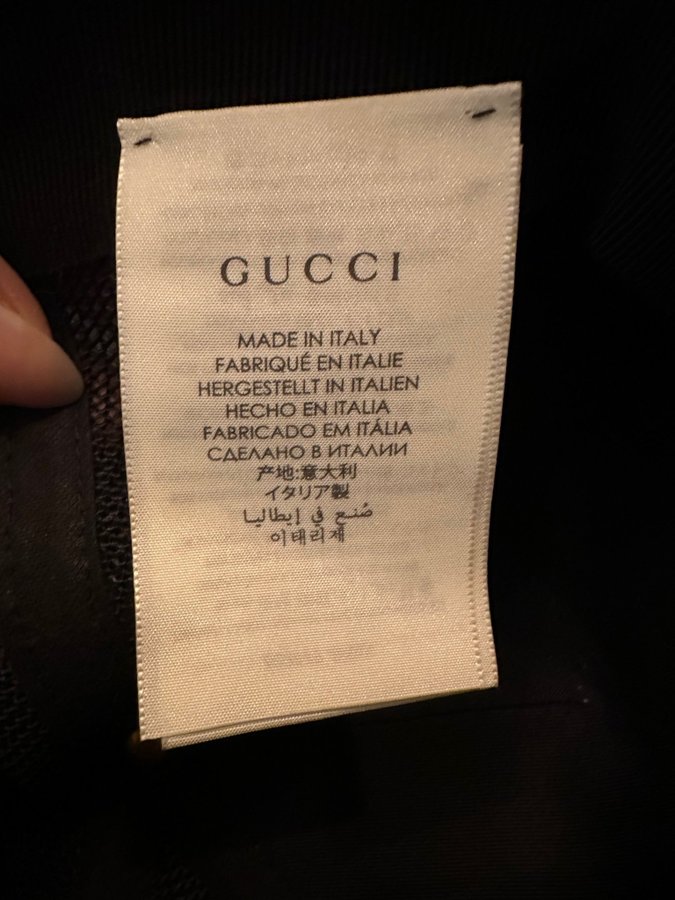 GUCCI
MADE IN ITALY
FABRIQUÉ EN ITALIE
HERGESTELLT IN ITALIEN
HECHO EN ITALIA
FABRICADO EM ITÁLIA
СДЕЛАНО В ИТАЛИИ
产地:意大利
イタリア製
صُنع في إيطاليا
이태리제